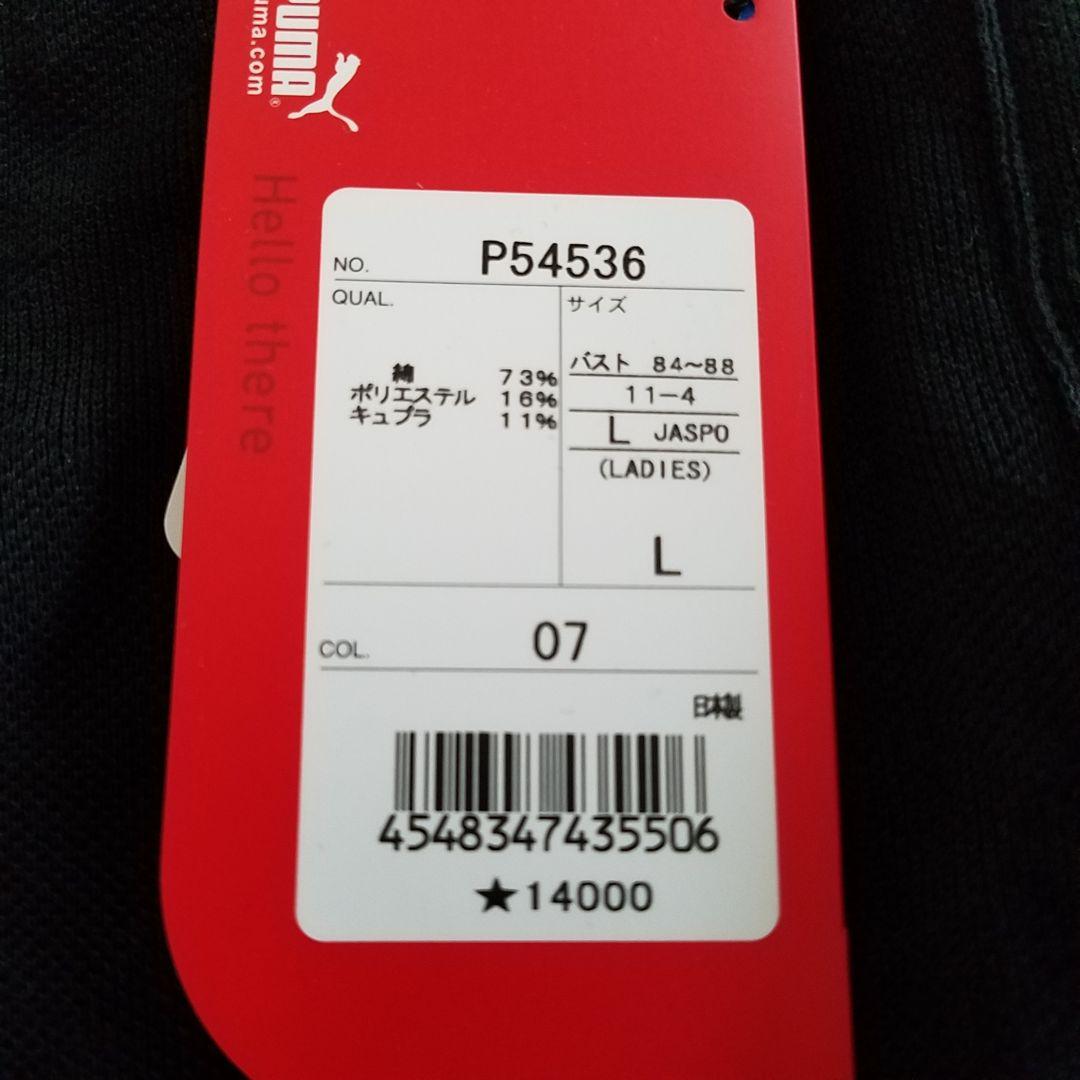 PUMA
puma.com
Hello there
NO. P54536
QUAL.
サイズ
綿 73%
ポリエステル 16%
キュプラ 11%
バスト 84~88
11-4
L JASPO
(LADIES)
L
COL. 07
日本製
4548347435506
★14000